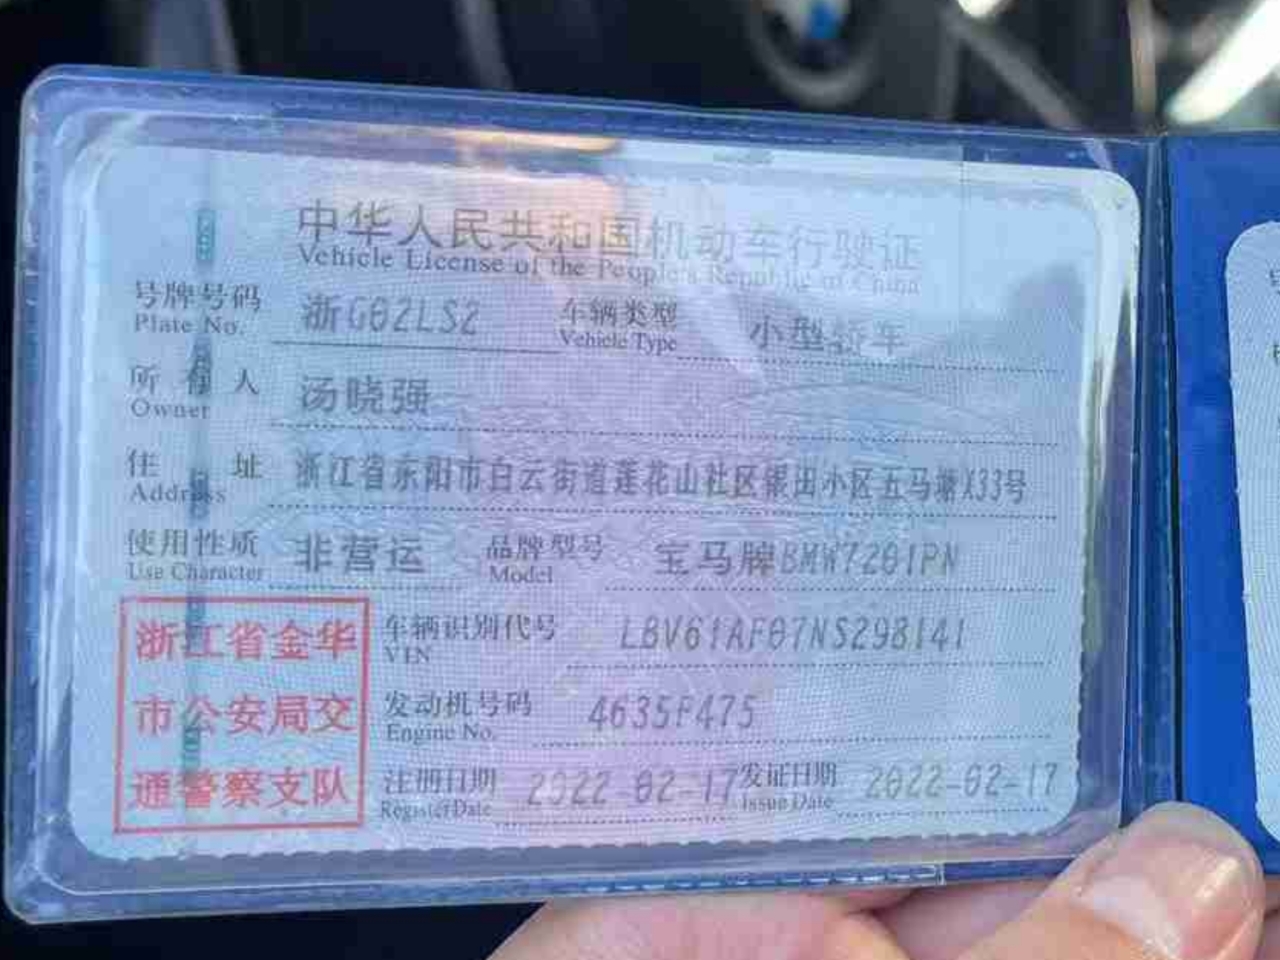 中华人民共和国机动车行驶证
Vehicle License of the People's Republic of China
号牌号码 浙G02LS2 车辆类型 小型轿车
Plate No. Vehicle Type
所有人 汤晓强
Owner
住址 浙江省东阳市白云街道莲花山社区银田小区五马塘X33号
Address
使用性质 非营运 品牌型号 宝马牌BMW7201PN
Use Character Model
浙江省金华
市公安局交
通警察支队
车辆识别代号 LBV61AF07NS298141
VIN
发动机号码 4635P475
Engine No.
注册日期 2022-02-17 发证日期 2022-02-17
Register Date Issue Date